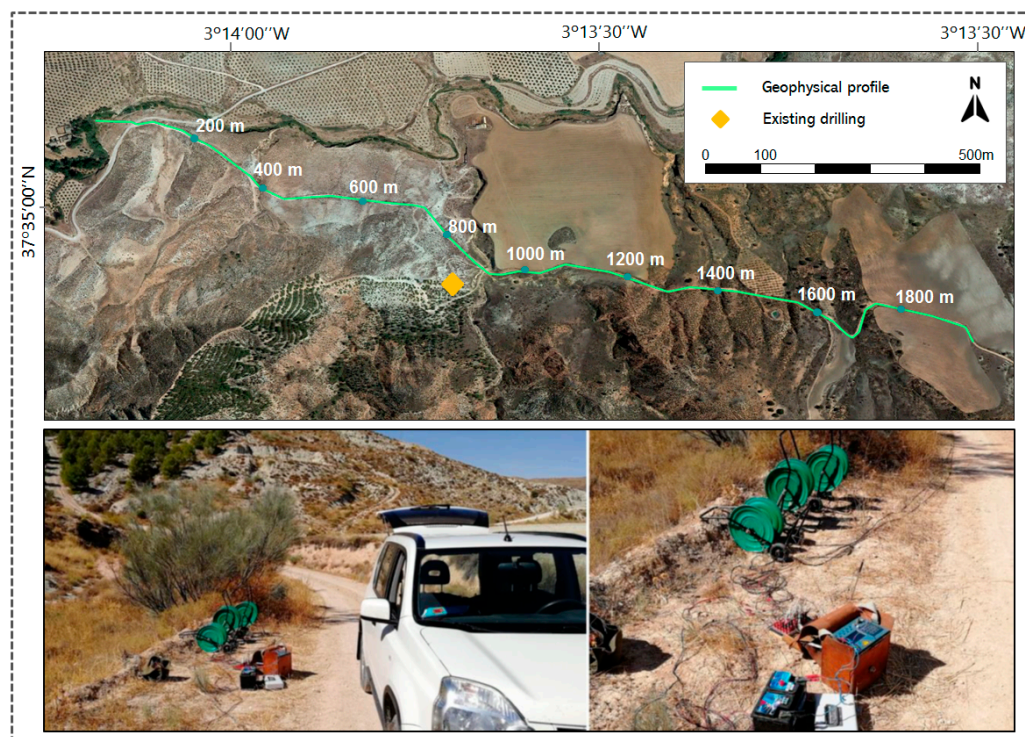 3°14'00''W
3°13'30''W
3°13'30''W
37°35'00''N
Geophysical profile
Existing drilling
N
0 100 500m
200 m
400 m
600 m
800 m
1000 m
1200 m
1400 m
1600 m
1800 m